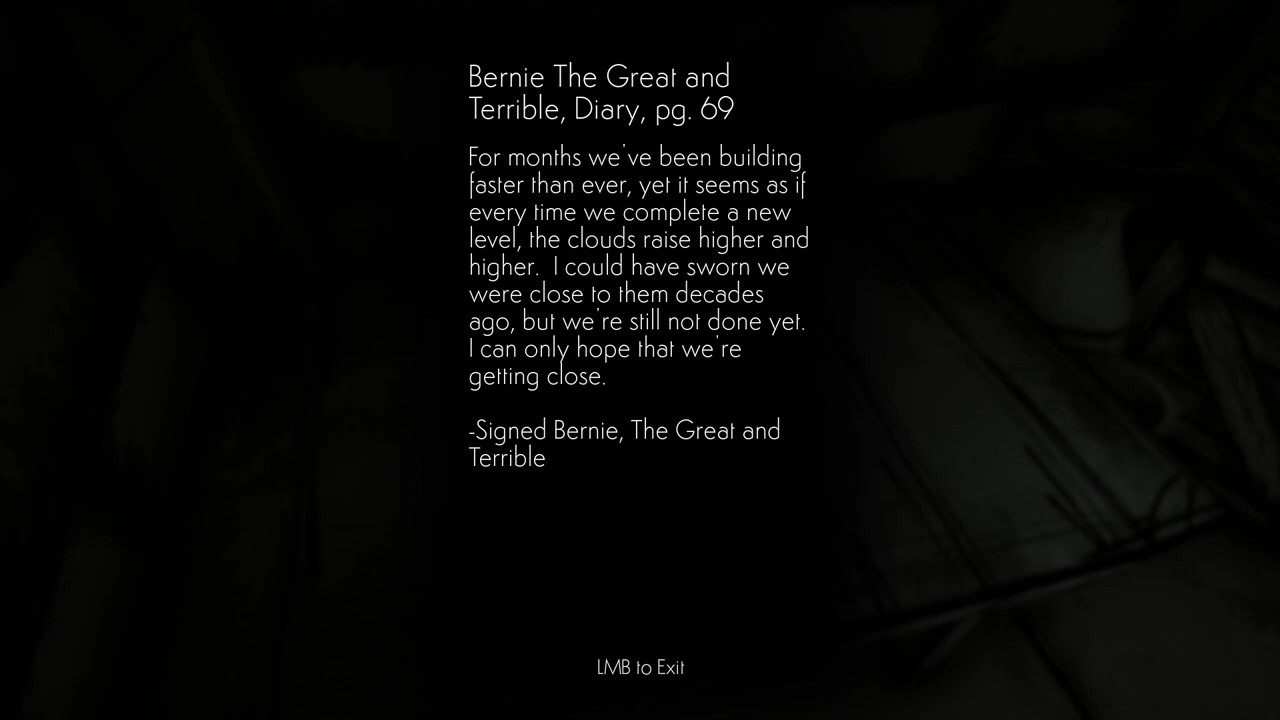 Bernie The Great and
Terrible, Diary, pg. 69
For months we've been building
faster than ever, yet it seems as if
every time we complete a new
level, the clouds raise higher and
higher.  I could have sworn we
were close to them decades
ago, but we're still not done yet.
I can only hope that we're
getting close.
-Signed Bernie, The Great and
Terrible
LMB to Exit